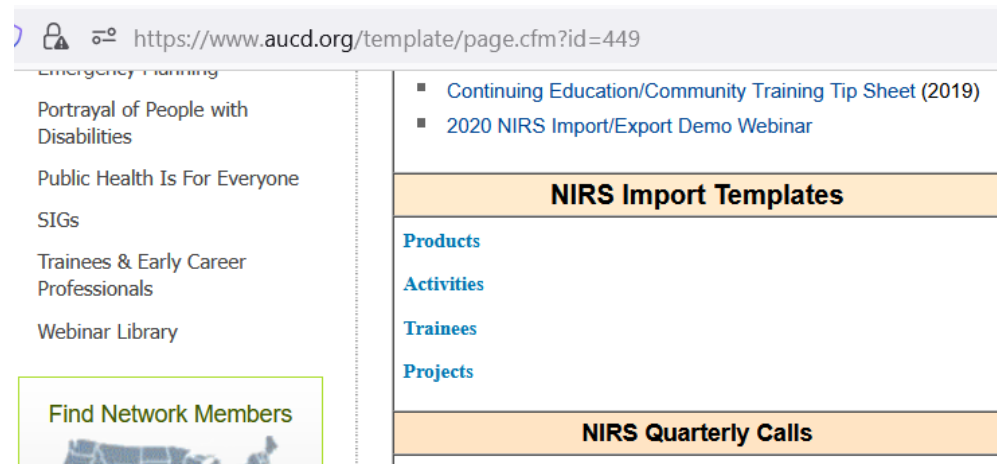 https://www.aucd.org/template/page.cfm?id=449
Emergency Planning
Portrayal of People with
Disabilities
Public Health Is For Everyone
SIGs
Trainees & Early Career
Professionals
Webinar Library
Find Network Members
Continuing Education/Community Training Tip Sheet (2019)
2020 NIRS Import/Export Demo Webinar
NIRS Import Templates
Products
Activities
Trainees
Projects
NIRS Quarterly Calls